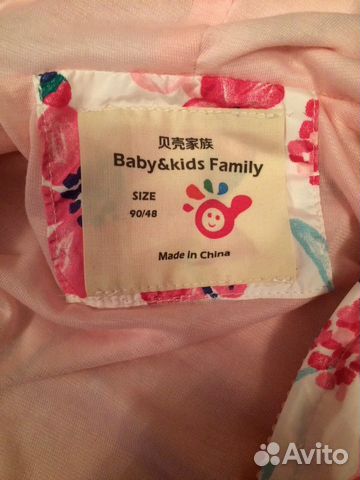 贝壳家族
Baby&kids Family
SIZE
90/48
Made in China
Avito